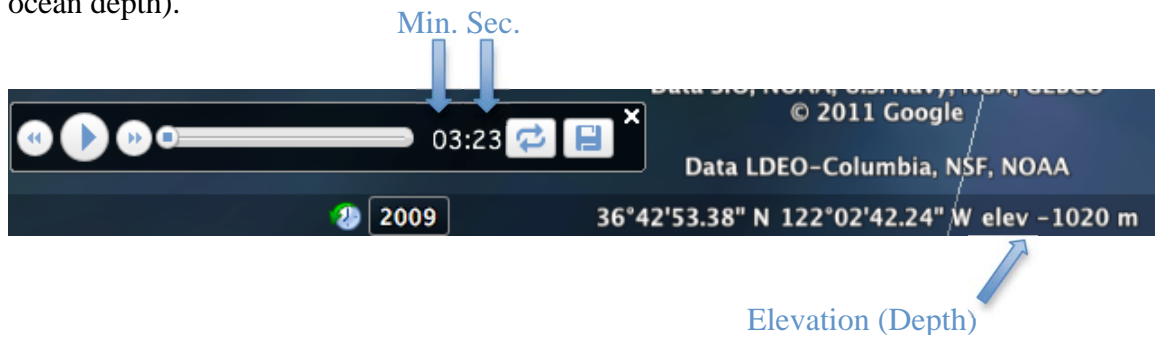 ocean depth).
Min. Sec.
Data SIO, NOAA, U.S. Navy, NGA, GEBCO
© 2011 Google
03:23
Data LDEO-Columbia, NSF, NOAA
2009
36°42'53.38" N 122°02'42.24" W elev -1020 m
Elevation (Depth)